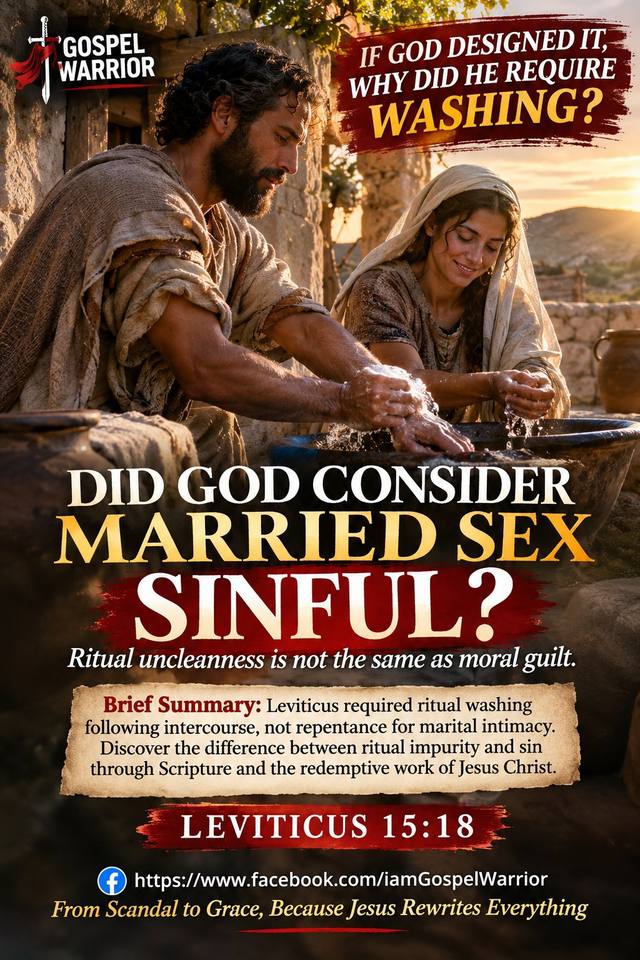 GOSPEL
WARRIOR
IF GOD DESIGNED IT,
WHY DID HE REQUIRE
WASHING?
DID GOD CONSIDER
MARRIED SEX
SINFUL?
Ritual uncleanness is not the same as moral guilt.
Brief Summary: Leviticus required ritual washing
following intercourse, not repentance for marital intimacy.
Discover the difference between ritual impurity and sin
through Scripture and the redemptive work of Jesus Christ.
LEVITICUS 15:18
https://www.facebook.com/iamGospelWarrior
From Scandal to Grace, Because Jesus Rewrites Everything